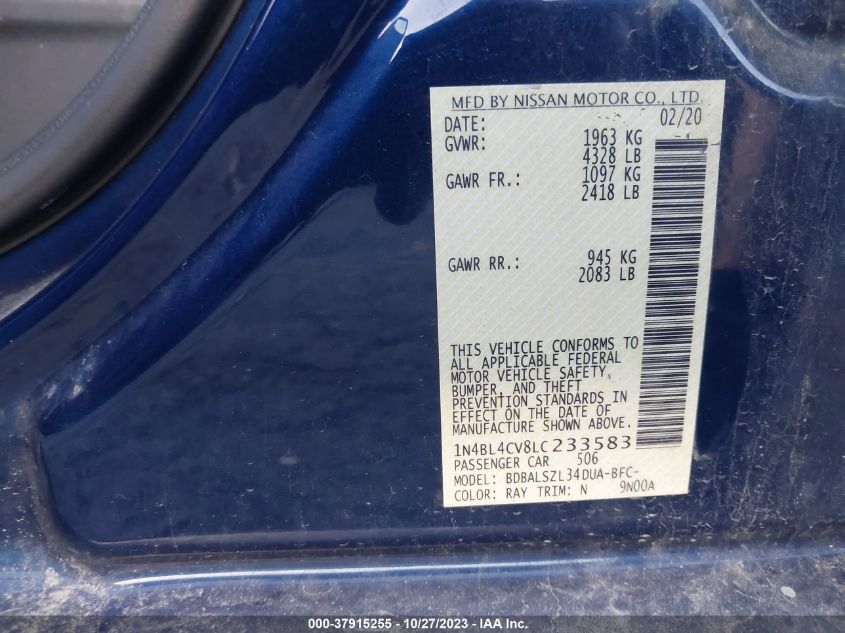 MFD BY NISSAN MOTOR CO., LTD.
DATE: 02/20
GVWR: 1963 KG
4328 LB
GAWR FR.: 1097 KG
2418 LB
GAWR RR.: 945 KG
2083 LB
THIS VEHICLE CONFORMS TO
ALL APPLICABLE FEDERAL
MOTOR VEHICLE SAFETY,
BUMPER, AND THEFT
PREVENTION STANDARDS IN
EFFECT ON THE DATE OF
MANUFACTURE SHOWN ABOVE.
1N4BL4CV8LC233583
PASSENGER CAR 506
MODEL: BDBALSZL34DUA-BFC-
COLOR: RAY TRIM: N 9N00A
000-37915255 - 10/27/2023 - IAA Inc.